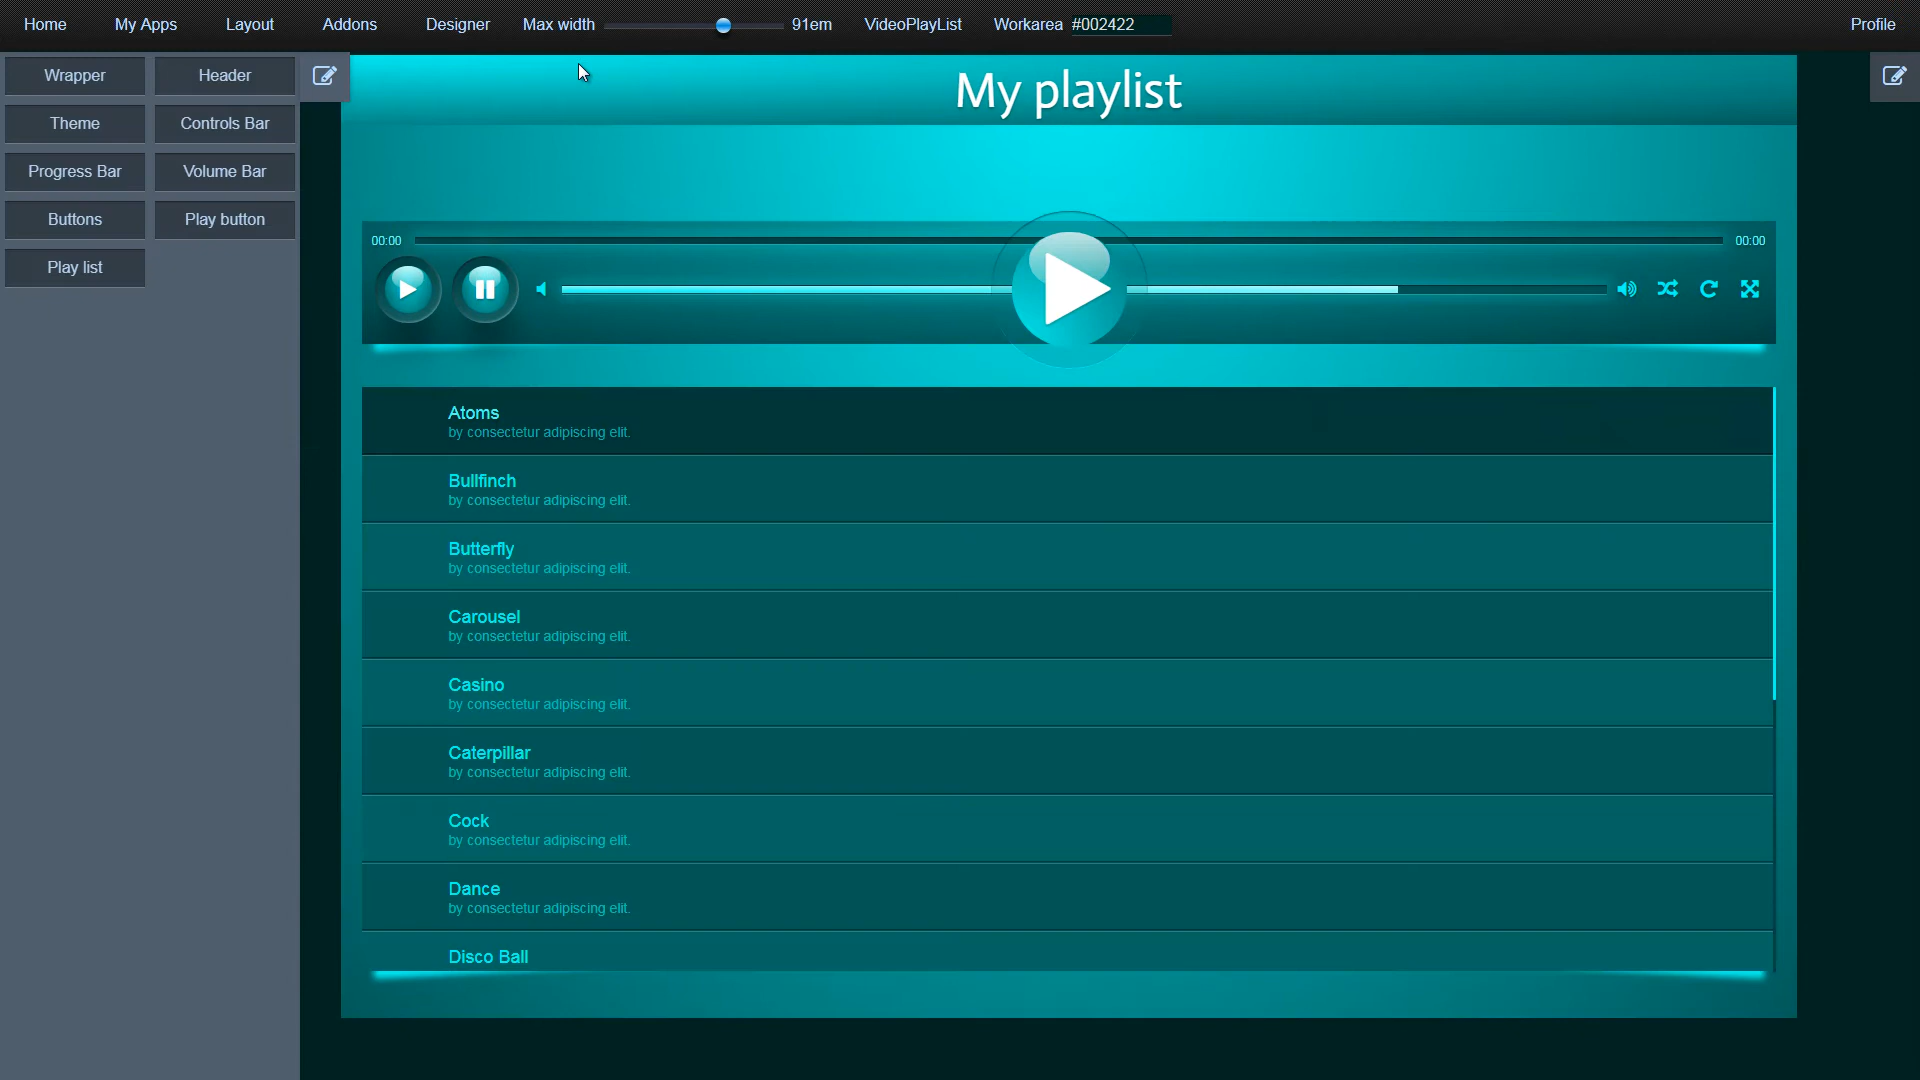 Home My Apps Layout Addons Designer Max width 91em VideoPlayList Workarea #002422 Profile
Wrapper Header
Theme Controls Bar
Progress Bar Volume Bar
Buttons Play button
Play list
My playlist
00:00 00:00
Atoms
by consectetur adipiscing elit.
Bullfinch
by consectetur adipiscing elit.
Butterfly
by consectetur adipiscing elit.
Carousel
by consectetur adipiscing elit.
Casino
by consectetur adipiscing elit.
Caterpillar
by consectetur adipiscing elit.
Cock
by consectetur adipiscing elit.
Dance
by consectetur adipiscing elit.
Disco Ball